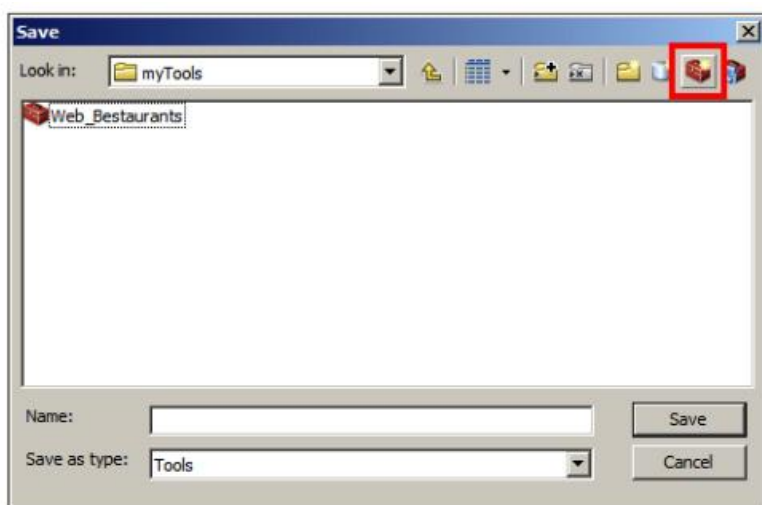 Save
Look in: myTools
Web_Bestaurants
Name:
Save
Save as type: Tools
Cancel